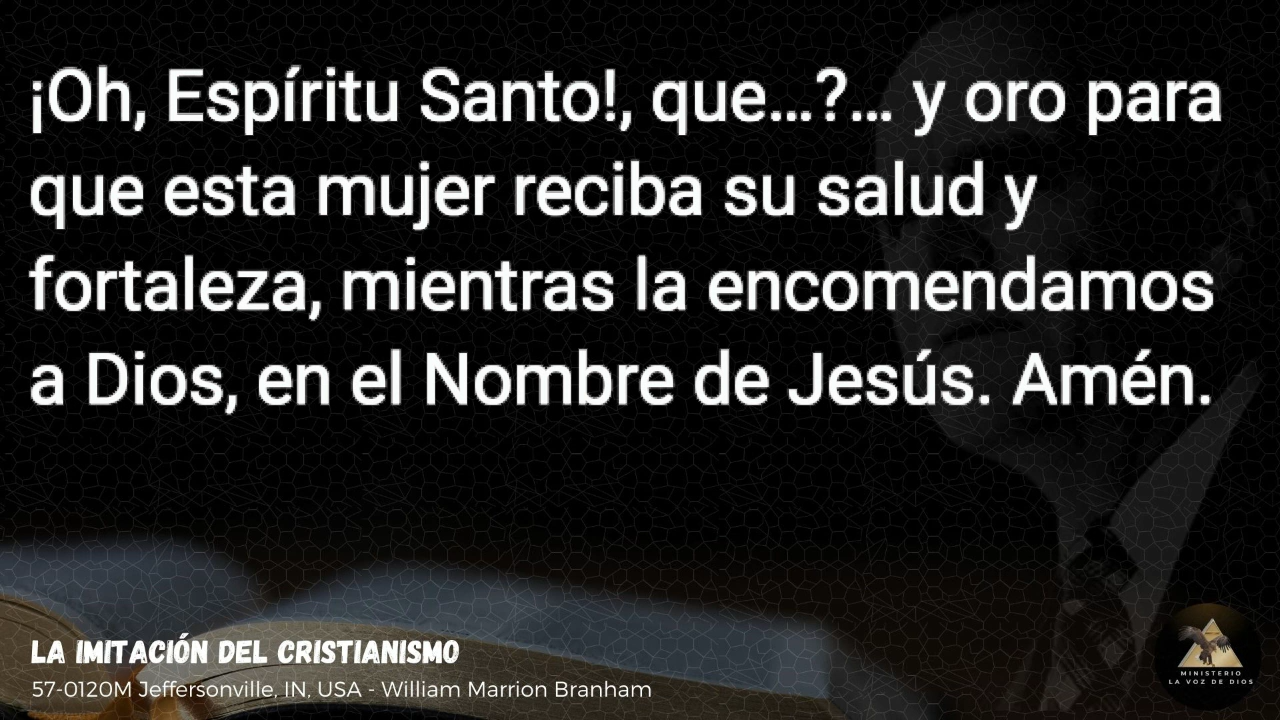 ¡Oh, Espíritu Santo!, que...?... y oro para
que esta mujer reciba su salud y
fortaleza, mientras la encomendamos
a Dios, en el Nombre de Jesús. Amén.
LA IMITACIÓN DEL CRISTIANISMO
57-0120M Jeffersonville, IN, USA - William Marrion Branham
MINISTERIO
LA VOZ DE DIOS